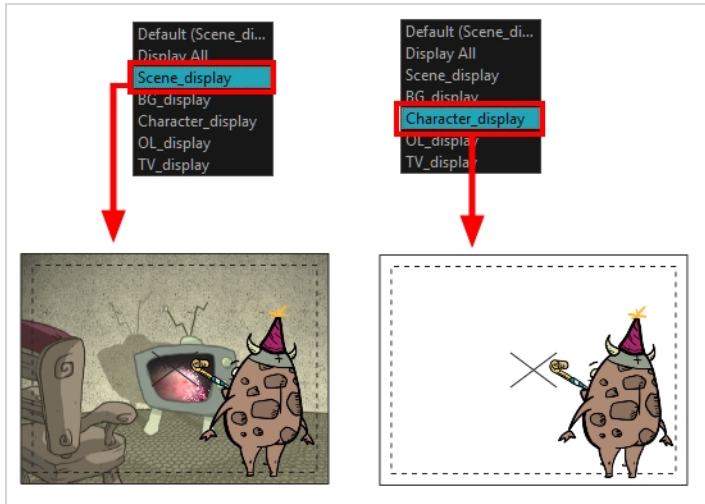 Default (Scene_di...
Display All
Scene_display
BG_display
Character_display
OL_display
TV_display
Default (Scene_di...
Display All
Scene_display
BG_display
Character_display
OL_display
TV_display